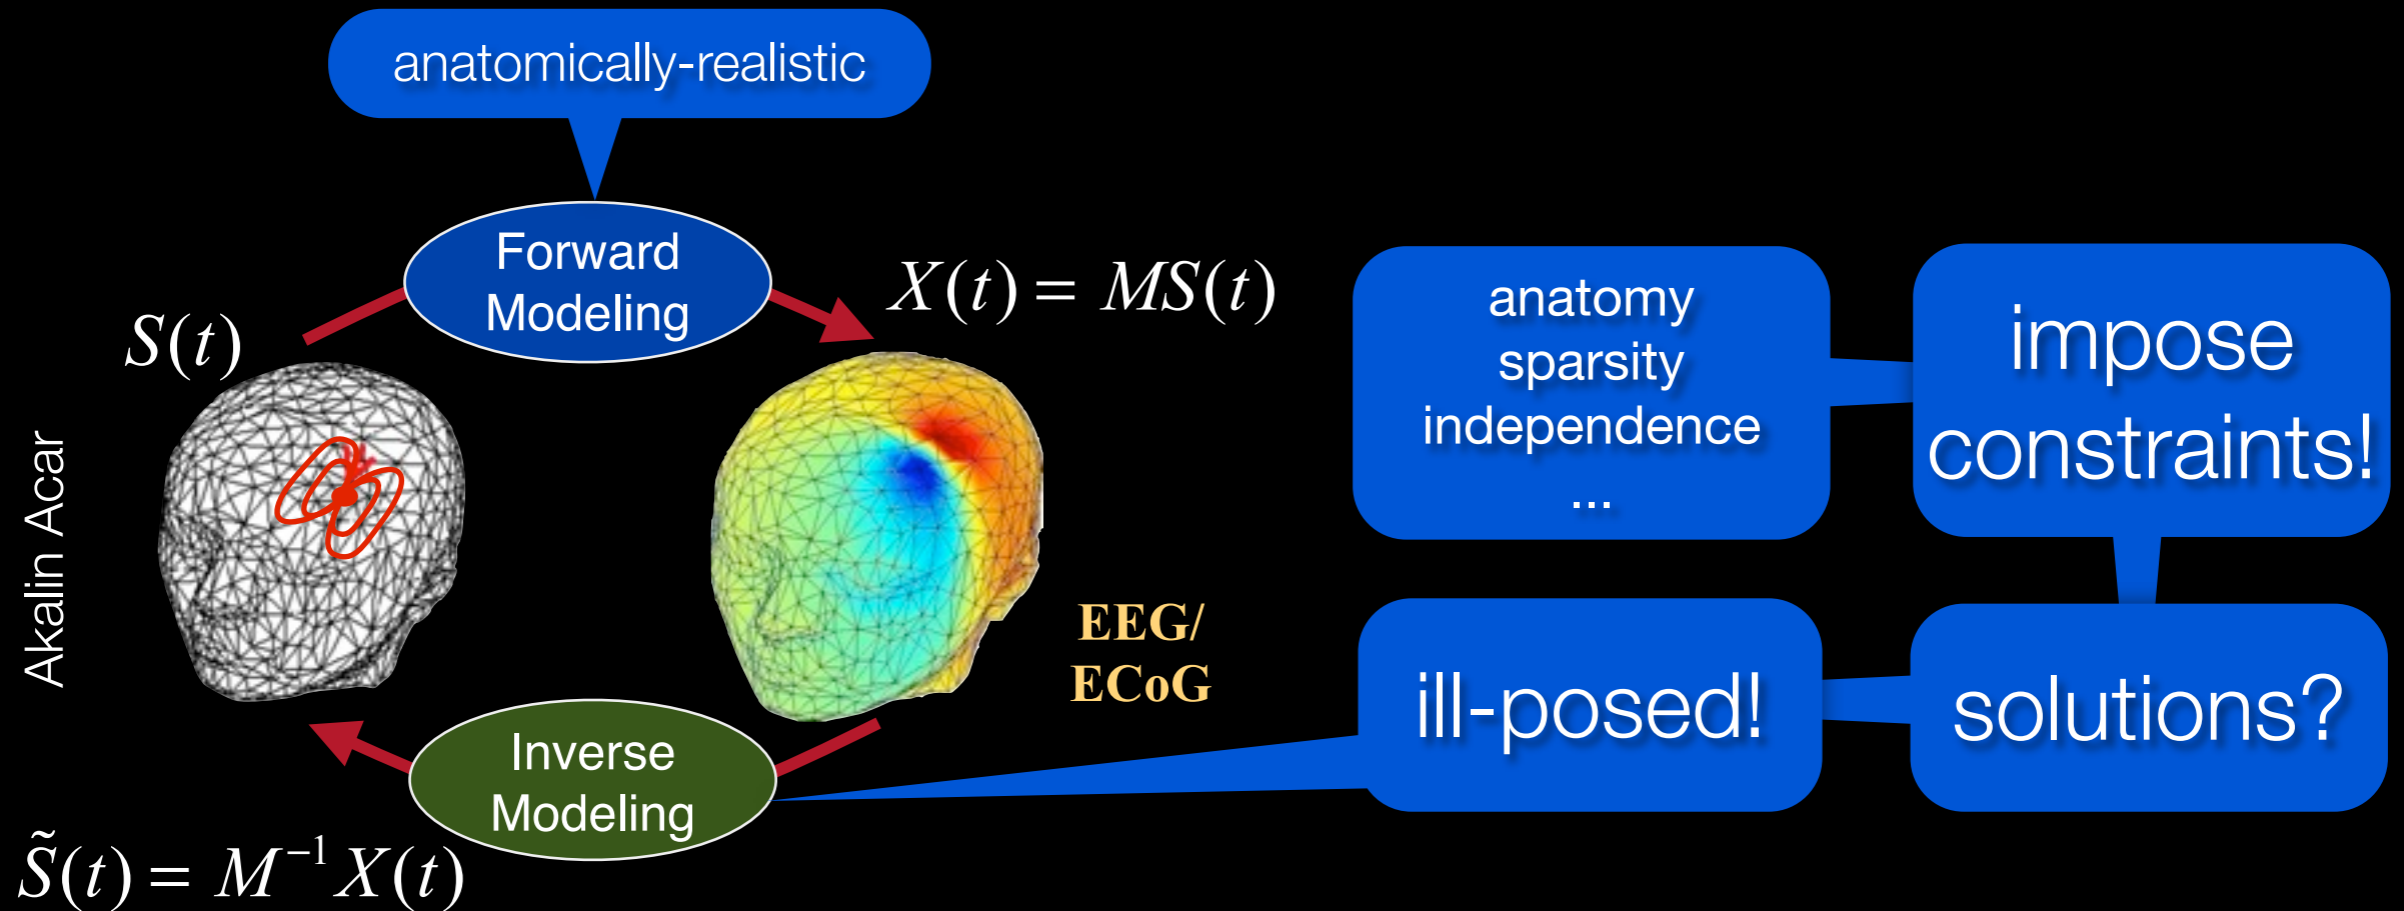 anatomically-realistic
Forward
Modeling
X(t) = MS(t)
S(t)
Akalin Acar
EEG/
ECoG
Inverse
Modeling
S̃(t) = M⁻¹ X(t)
anatomy
sparsity
independence
...
impose
constraints!
ill-posed!
solutions?